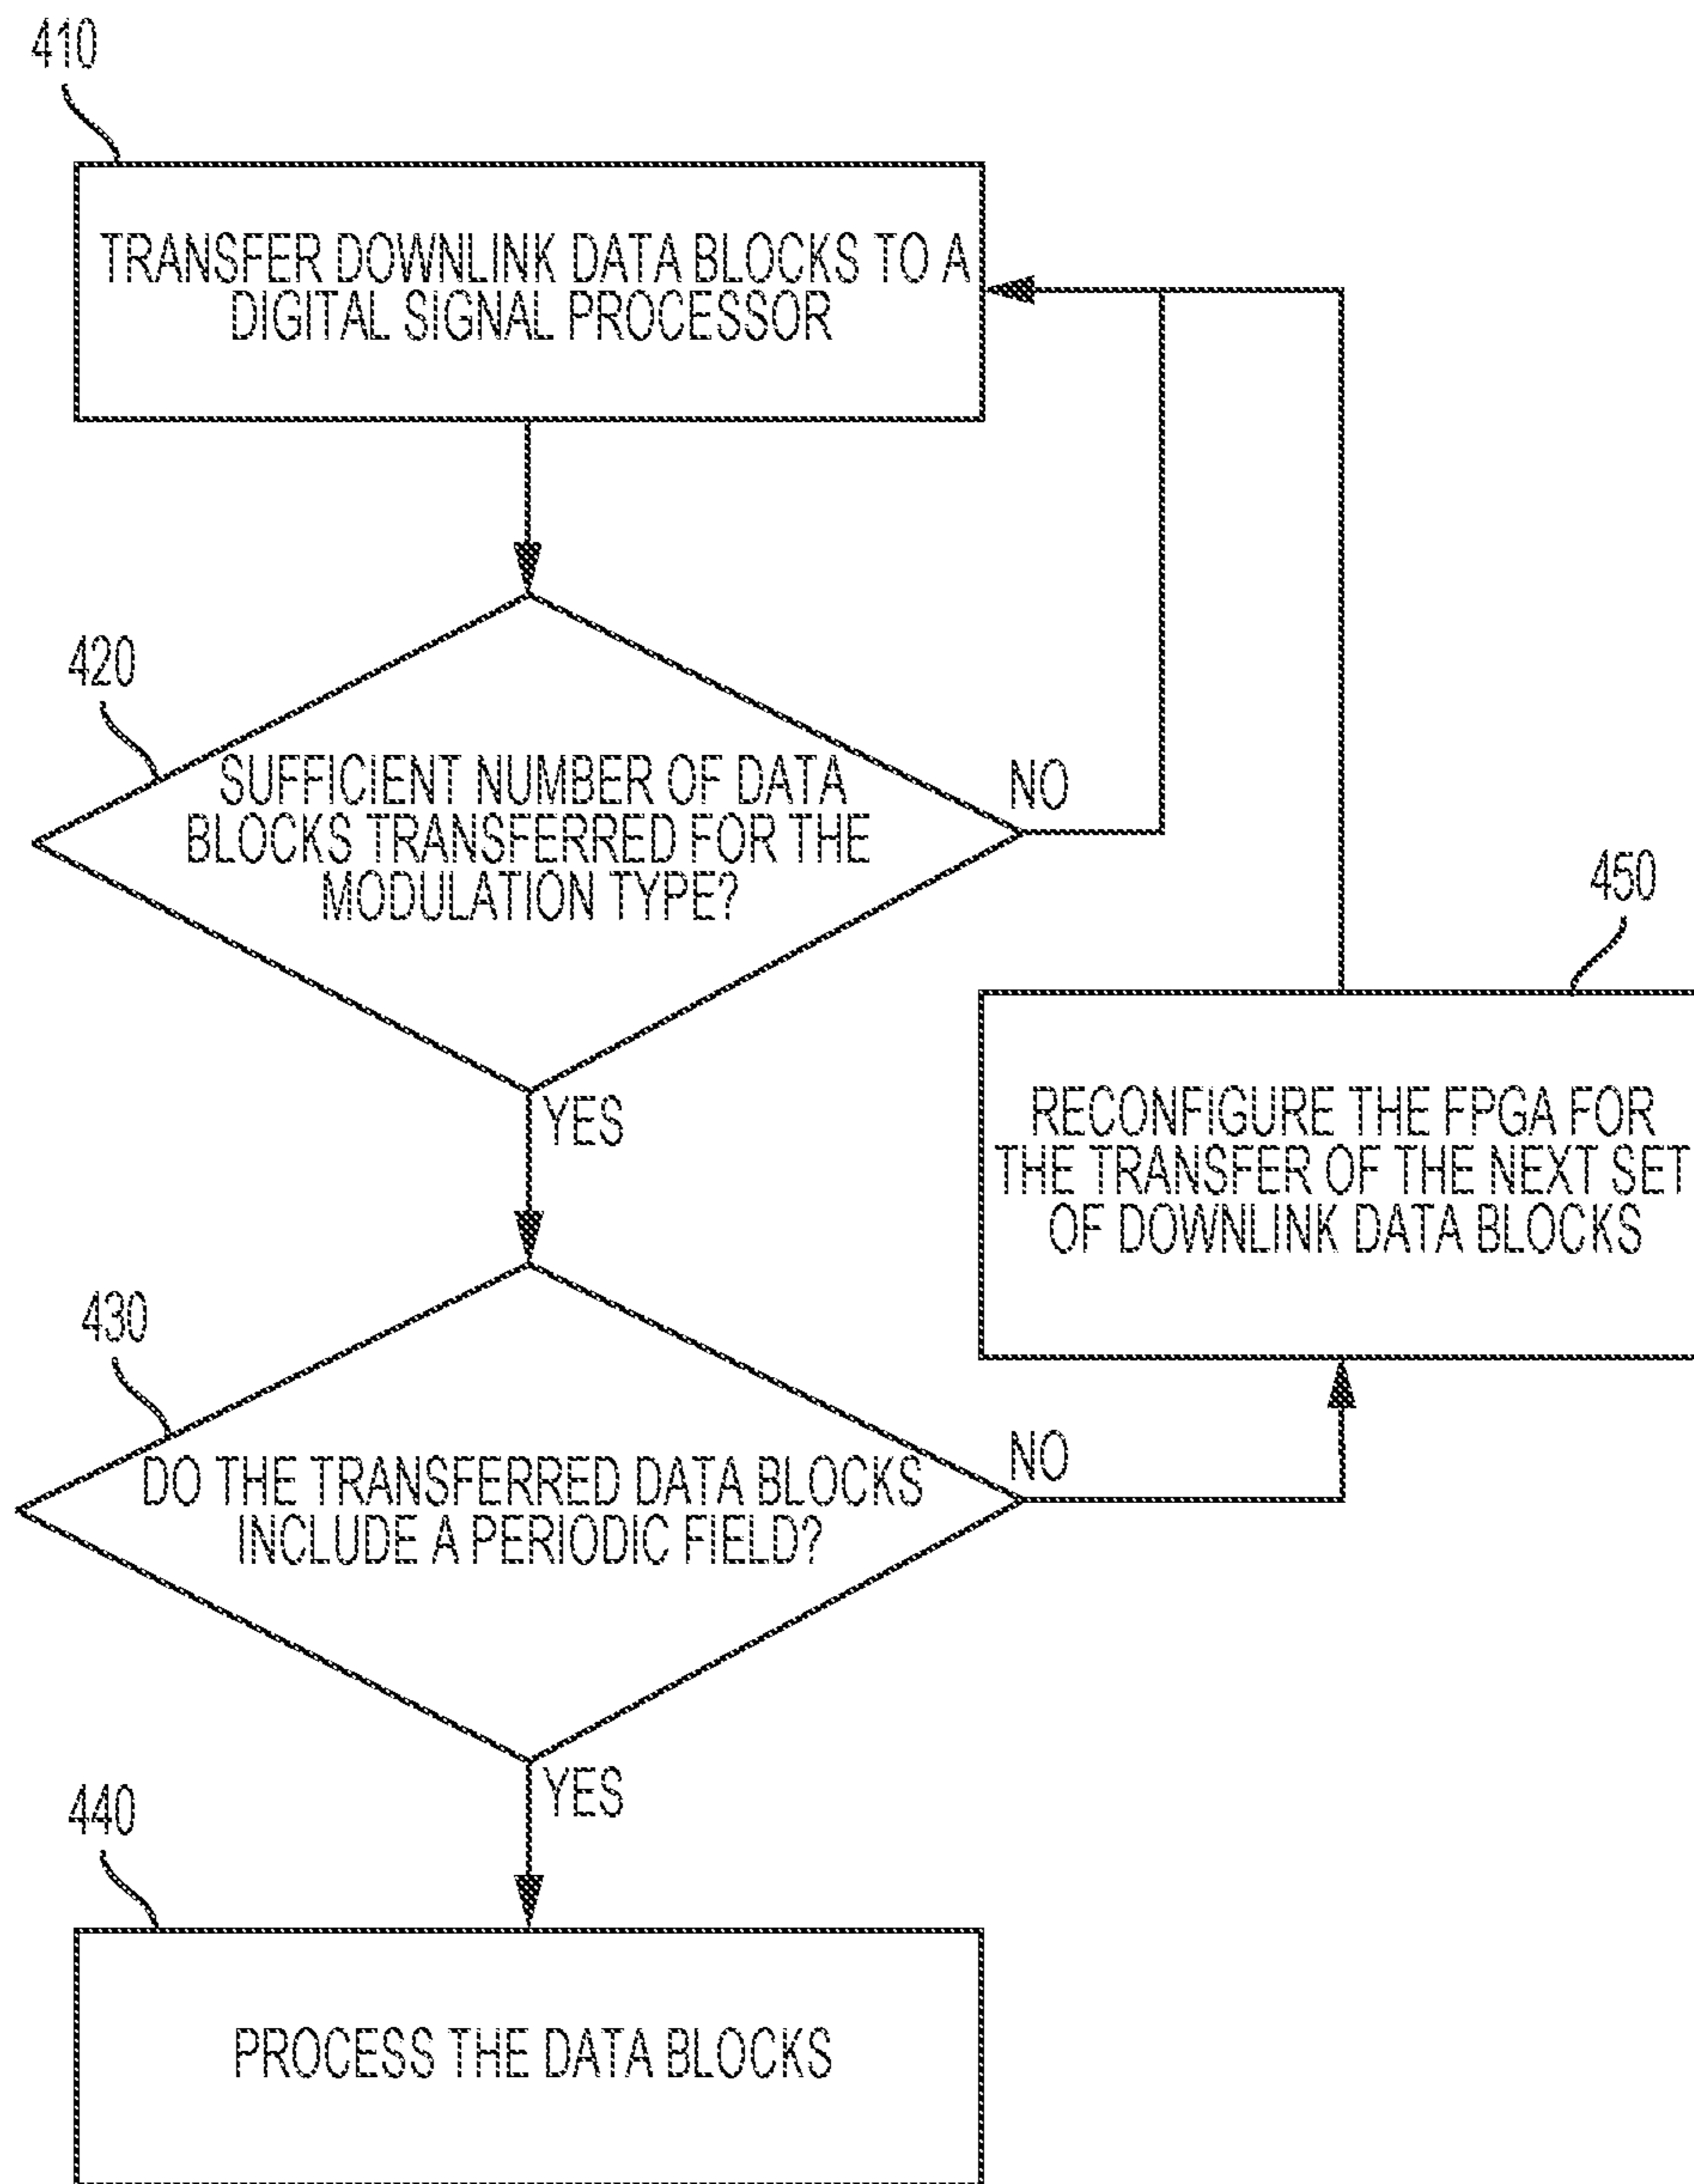 410
TRANSFER DOWNLINK DATA BLOCKS TO A
DIGITAL SIGNAL PROCESSOR
420
SUFFICIENT NUMBER OF DATA
BLOCKS TRANSFERRED FOR THE
MODULATION TYPE?
NO
YES
450
RECONFIGURE THE FPGA FOR
THE TRANSFER OF THE NEXT SET
OF DOWNLINK DATA BLOCKS
430
DO THE TRANSFERRED DATA BLOCKS
INCLUDE A PERIODIC FIELD?
NO
YES
440
PROCESS THE DATA BLOCKS